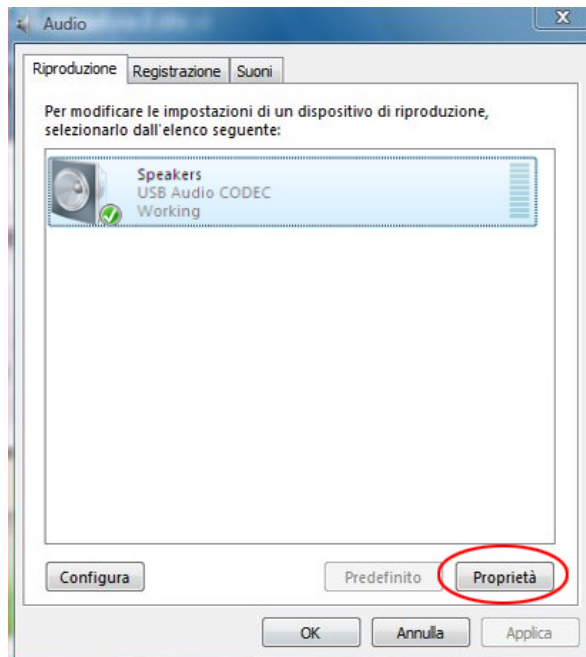 Audio
Riproduzione Registrazione Suoni
Per modificare le impostazioni di un dispositivo di riproduzione,
selezionarlo dall'elenco seguente:
Speakers
USB Audio CODEC
Working
Configura Predefinito Proprietà
OK Annulla Applica